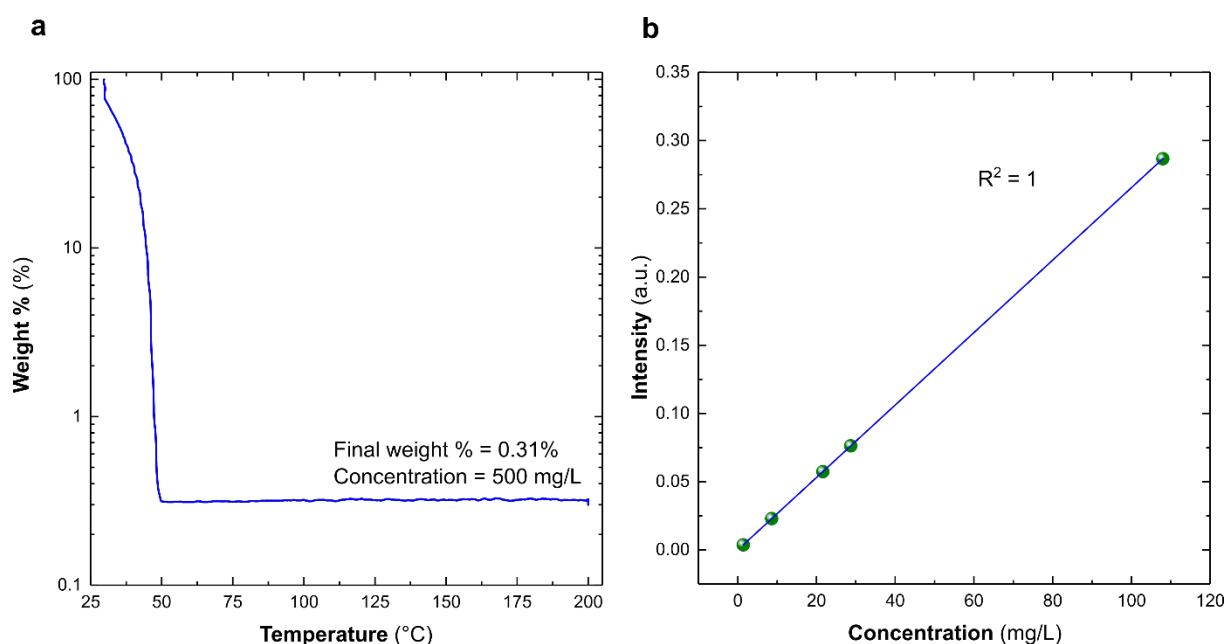 a
100
10
1
0.1
Weight % (%)
Final weight % = 0.31%
Concentration = 500 mg/L
25 50 75 100 125 150 175 200
Temperature (°C)
b
0.35
0.30
0.25
0.20
0.15
0.10
0.05
0.00
Intensity (a.u.)
R² = 1
0 20 40 60 80 100 120
Concentration (mg/L)